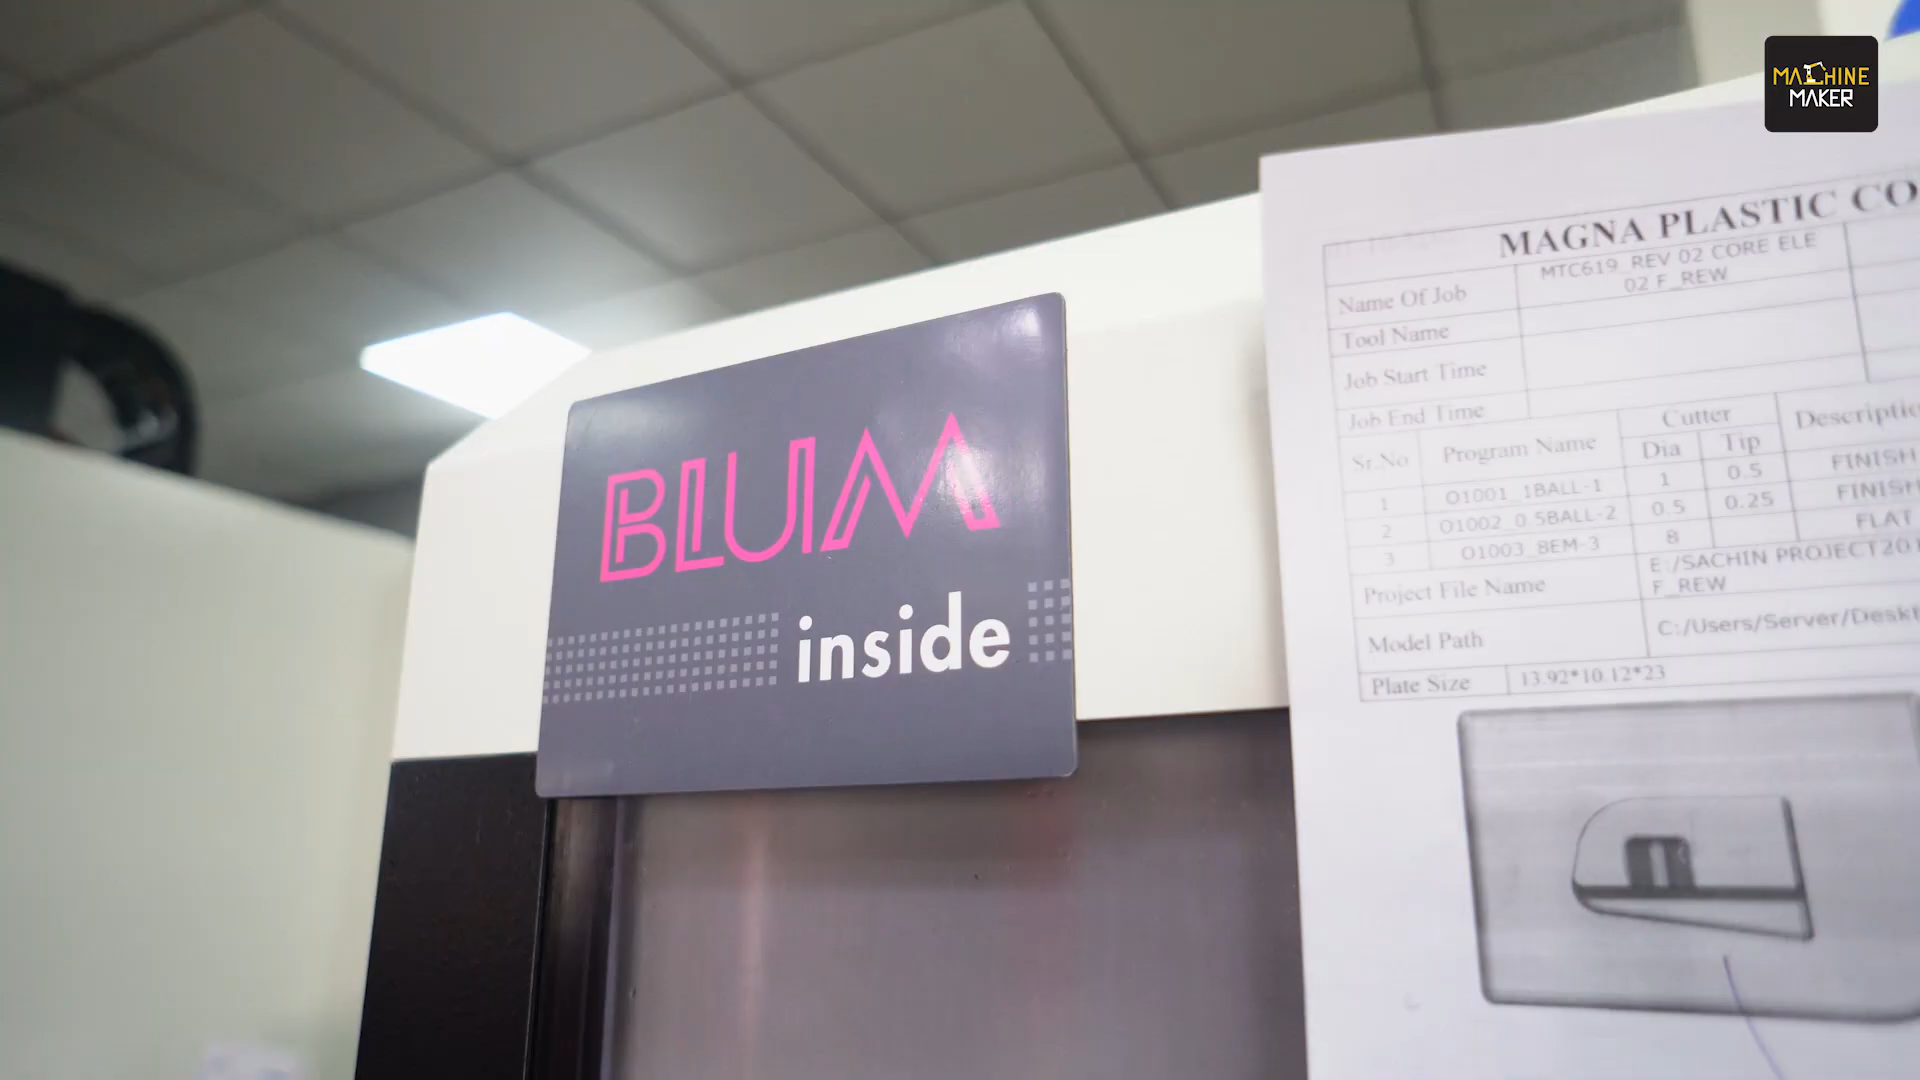 MACHINE
MAKER
BLUM
inside
MAGNA PLASTIC CO
Name Of Job
MTC619_REV 02 CORE ELE
02 F_REW
Tool Name
Job Start Time
Job End Time
Sr.No Program Name Cutter Descriptio
Dia Tip
1 O1001_1BALL-1 1 0.5 FINISH
2 O1002_0.5BALL-2 0.5 0.25 FINISH
3 O1003_BEM-3 8 FLAT
Project File Name E:/SACHIN PROJECT201
F_REW
Model Path C:/Users/Server/Deskt
Plate Size 13.92*10.12*23